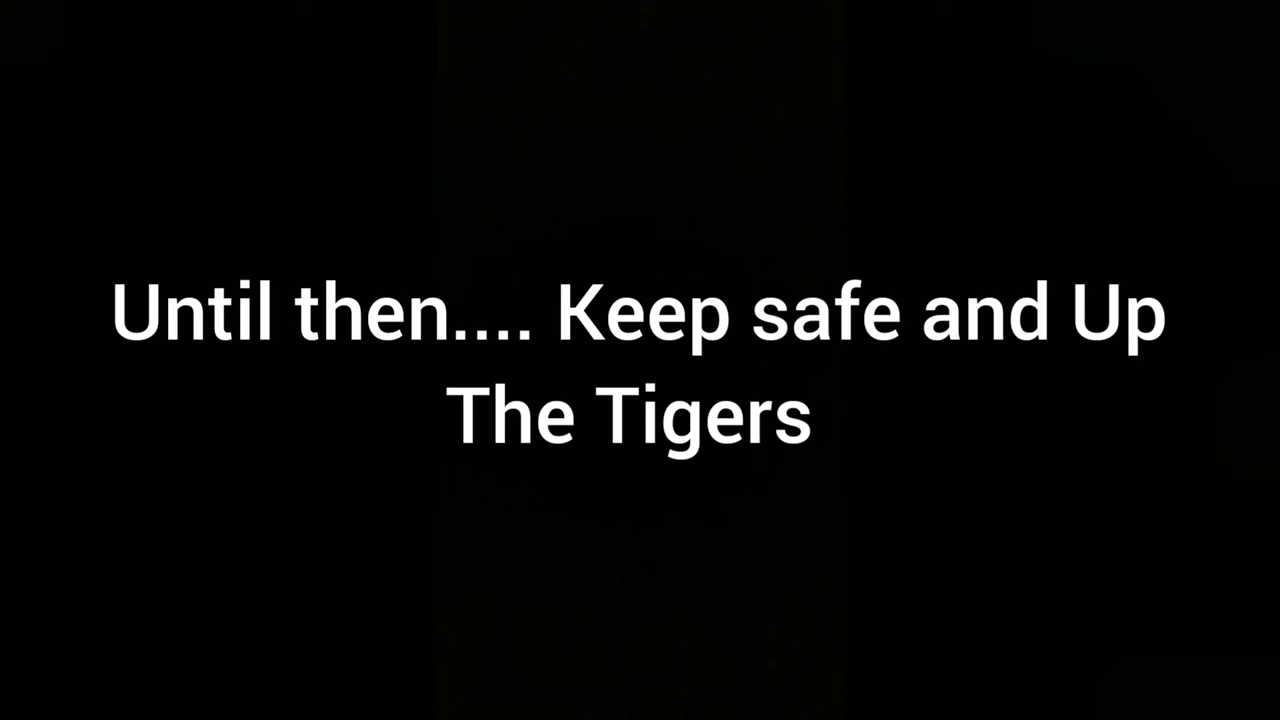 Until then.... Keep safe and Up
The Tigers